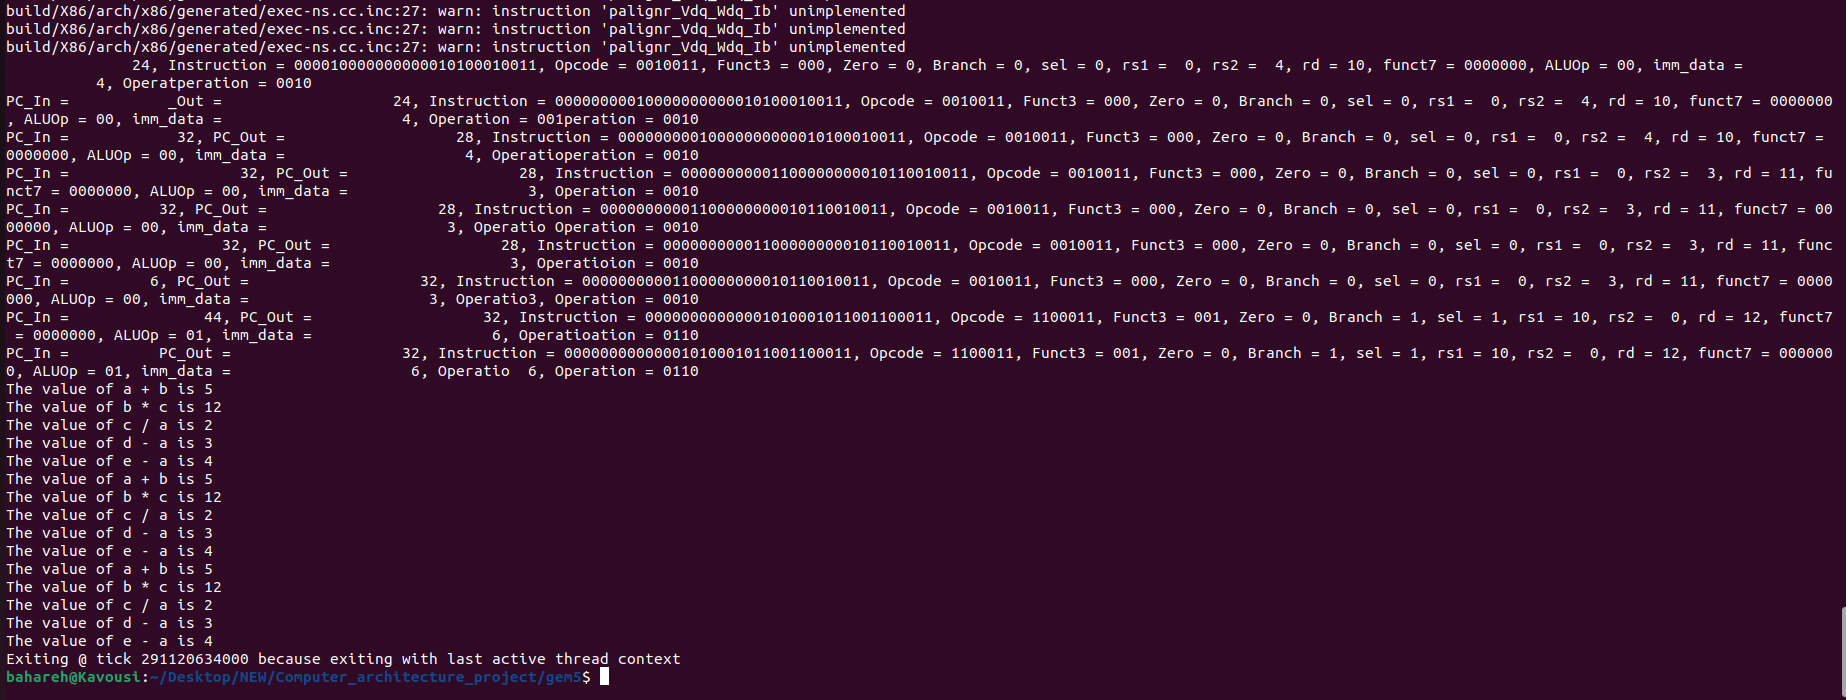 build/X86/arch/x86/generated/exec-ns.cc.inc:27: warn: instruction 'palignr_Vdq_Wdq_Ib' unimplemented
build/X86/arch/x86/generated/exec-ns.cc.inc:27: warn: instruction 'palignr_Vdq_Wdq_Ib' unimplemented
build/X86/arch/x86/generated/exec-ns.cc.inc:27: warn: instruction 'palignr_Vdq_Wdq_Ib' unimplemented
24, Instruction = 0000100000000000010100010011, Opcode = 0010011, Funct3 = 000, Zero = 0, Branch = 0, sel = 0, rs1 =  0, rs2 =  4, rd = 10, funct7 = 0000000, ALUOp = 00, imm_data =
4, Operatperation = 0010
PC_In =           _Out =                   24, Instruction = 00000000010000000000010100010011, Opcode = 0010011, Funct3 = 000, Zero = 0, Branch = 0, sel = 0, rs1 =  0, rs2 =  4, rd = 10, funct7 = 0000000
, ALUOp = 00, imm_data =                    4, Operation = 001peration = 0010
PC_In =            32, PC_Out =                   28, Instruction = 00000000010000000000010100010011, Opcode = 0010011, Funct3 = 000, Zero = 0, Branch = 0, sel = 0, rs1 =  0, rs2 =  4, rd = 10, funct7 =
0000000, ALUOp = 00, imm_data =                    4, Operatioperation = 0010
PC_In =                   32, PC_Out =                   28, Instruction = 00000000001100000000010110010011, Opcode = 0010011, Funct3 = 000, Zero = 0, Branch = 0, sel = 0, rs1 =  0, rs2 =  3, rd = 11, fu
nct7 = 0000000, ALUOp = 00, imm_data =                    3, Operation = 0010
PC_In =          32, PC_Out =                   28, Instruction = 00000000001100000000010110010011, Opcode = 0010011, Funct3 = 000, Zero = 0, Branch = 0, sel = 0, rs1 =  0, rs2 =  3, rd = 11, funct7 = 00
00000, ALUOp = 00, imm_data =                    3, Operatio Operation = 0010
PC_In =                 32, PC_Out =                   28, Instruction = 00000000001100000000010110010011, Opcode = 0010011, Funct3 = 000, Zero = 0, Branch = 0, sel = 0, rs1 =  0, rs2 =  3, rd = 11, func
t7 = 0000000, ALUOp = 00, imm_data =                    3, Operatioion = 0010
PC_In =         6, PC_Out =                   32, Instruction = 00000000001100000000010110010011, Opcode = 0010011, Funct3 = 000, Zero = 0, Branch = 0, sel = 0, rs1 =  0, rs2 =  3, rd = 11, funct7 = 0000
000, ALUOp = 00, imm_data =                    3, Operatio3, Operation = 0010
PC_In =               44, PC_Out =                   32, Instruction = 00000000000001010001011001100011, Opcode = 1100011, Funct3 = 001, Zero = 0, Branch = 1, sel = 1, rs1 = 10, rs2 =  0, rd = 12, funct7
= 0000000, ALUOp = 01, imm_data =                    6, Operatioation = 0110
PC_In =          PC_Out =                   32, Instruction = 00000000000001010001011001100011, Opcode = 1100011, Funct3 = 001, Zero = 0, Branch = 1, sel = 1, rs1 = 10, rs2 =  0, rd = 12, funct7 = 000000
0, ALUOp = 01, imm_data =                    6, Operatio  6, Operation = 0110
The value of a + b is 5
The value of b * c is 12
The value of c / a is 2
The value of d - a is 3
The value of e - a is 4
The value of a + b is 5
The value of b * c is 12
The value of c / a is 2
The value of d - a is 3
The value of e - a is 4
The value of a + b is 5
The value of b * c is 12
The value of c / a is 2
The value of d - a is 3
The value of e - a is 4
Exiting @ tick 291120634000 because exiting with last active thread context
bahareh@Kavousi:~/Desktop/NEW/Computer_architecture_project/gem5$